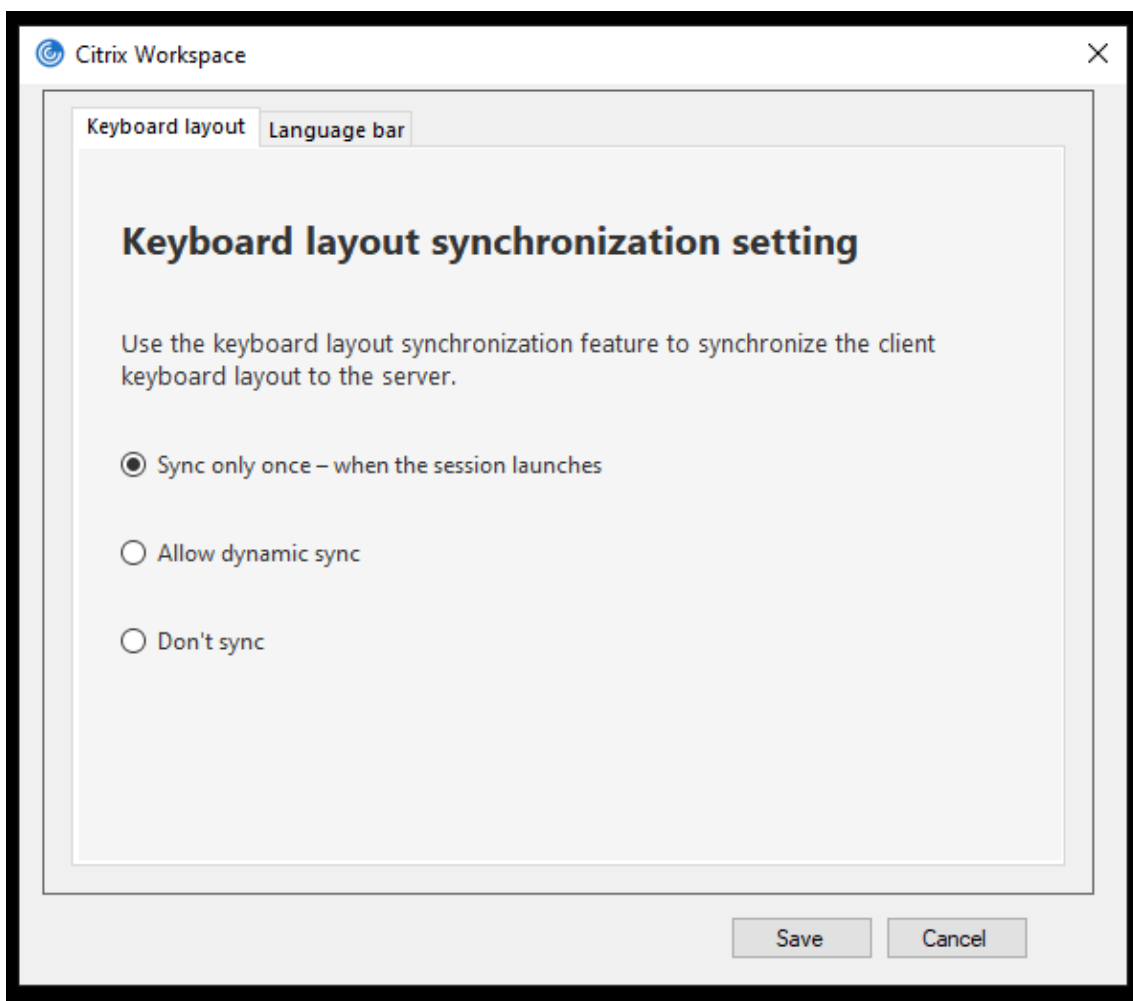 Citrix Workspace
Keyboard layout
Language bar
Keyboard layout synchronization setting
Use the keyboard layout synchronization feature to synchronize the client
keyboard layout to the server.
Sync only once – when the session launches
Allow dynamic sync
Don't sync
Save
Cancel